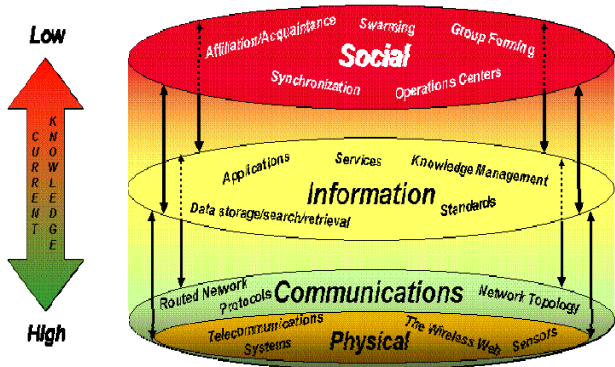 Low
CURRENT
KNOWLEDGE
High
Affiliation/Acquaintance
Swarming
Group Forming
Social
Synchronization
Operations Centers
Applications
Services
Knowledge Management
Information
Data storage/search/retrieval
Standards
Routed Network
Protocols
Communications
Network Topology
Telecommunications
Systems
Physical
The Wireless Web
Sensors